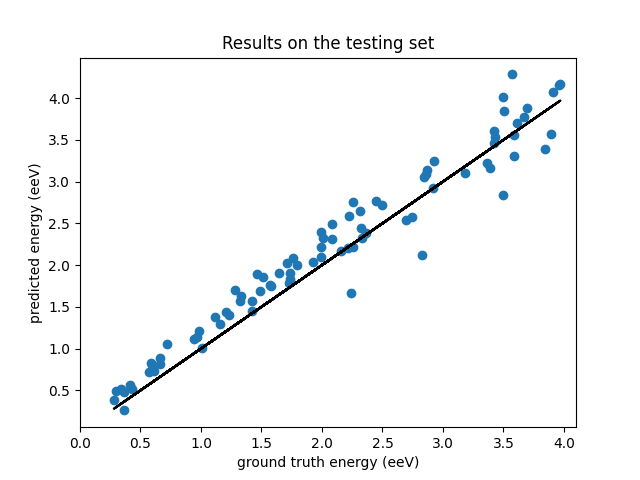 Results on the testing set
predicted energy (eeV)
4.0
3.5
3.0
2.5
2.0
1.5
1.0
0.5
0.0 0.5 1.0 1.5 2.0 2.5 3.0 3.5 4.0
ground truth energy (eeV)